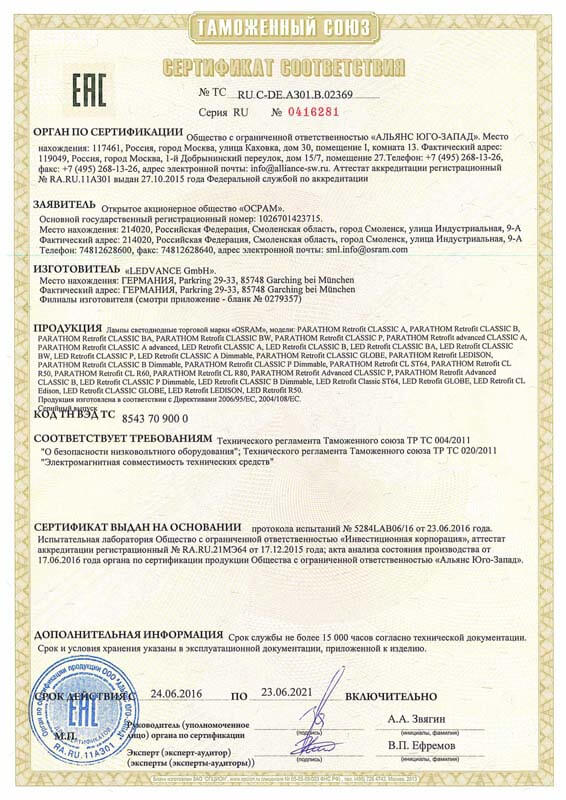 ТАМОЖЕННЫЙ СОЮЗ
СЕРТИФИКАТ СООТВЕТСТВИЯ
ЕАС
№ ТС RU C-DE.АЗ01.В.02369
Серия RU № 0416281
ОРГАН ПО СЕРТИФИКАЦИИ Общество с ограниченной ответственностью «АЛЬЯНС ЮГО-ЗАПАД». Место
нахождения: 117461, Россия, город Москва, улица Каховка, дом 30, помещение I, комната 13. Фактический адрес:
119049, Россия, город Москва, 1-й Добрынинский переулок, дом 15/7, помещение 27.Телефон: +7 (495) 268-13-26,
факс: +7 (495) 268-13-26, адрес электронной почты: info@alliance-sw.ru. Аттестат аккредитации регистрационный
№ RA.RU.11АЗ01 выдан 27.10.2015 года Федеральной службой по аккредитации
ЗАЯВИТЕЛЬ Открытое акционерное общество «ОСРАМ».
Основной государственный регистрационный номер: 1026701423715.
Место нахождения: 214020, Российская Федерация, Смоленская область, город Смоленск, улица Индустриальная, 9-А
Фактический адрес: 214020, Российская Федерация, Смоленская область, город Смоленск, улица Индустриальная, 9-А
Телефон: 74812628600, факс: 74812628640, адрес электронной почты: sml.info@osram.com
ИЗГОТОВИТЕЛЬ «LEDVANCE GmbH».
Место нахождения: ГЕРМАНИЯ, Parkring 29-33, 85748 Garching bei München
Фактический адрес: ГЕРМАНИЯ, Parkring 29-33, 85748 Garching bei München
Филиалы изготовителя (смотри приложение - бланк № 0279357)
ПРОДУКЦИЯ Лампы светодиодные торговой марки «OSRAM», модели: PARATHOM Retrofit CLASSIC A, PARATHOM Retrofit CLASSIC B,
PARATHOM Retrofit CLASSIC BA, PARATHOM Retrofit CLASSIC BW, PARATHOM Retrofit CLASSIC P, PARATHOM Retrofit advanced CLASSIC A,
PARATHOM CLASSIC A advanced, LED Retrofit CLASSIC A, LED Retrofit CLASSIC B, LED Retrofit CLASSIC BA, LED Retrofit CLASSIC
BW, LED Retrofit CLASSIC P, LED Retrofit CLASSIC A Dimmable, PARATHOM Retrofit CLASSIC GLOBE, PARATHOM Retrofit LEDISON,
PARATHOM Retrofit CLASSIC B Dimmable, PARATHOM Retrofit CLASSIC P Dimmable, PARATHOM Retrofit CL ST64, PARATHOM Retrofit CL
R50, PARATHOM Retrofit CL R60, PARATHOM Retrofit CL R80, PARATHOM Retrofit Advanced CLASSIC P, PARATHOM Retrofit Advanced
CLASSIC B, LED Retrofit CLASSIC P Dimmable, LED Retrofit CLASSIC B Dimmable, LED Retrofit Classic ST64, LED Retrofit GLOBE, LED Retrofit CL
Edison, LED Retrofit CLASSIC GLOBE, LED Retrofit LEDISON, LED Retrofit R50.
Продукция изготовлена в соответствии с Директивами 2006/95/ЕС, 2004/108/ЕС.
Серийный выпуск
КОД ТН ВЭД ТС 8543 70 900 0
СООТВЕТСТВУЕТ ТРЕБОВАНИЯМ Технического регламента Таможенного союза ТР ТС 004/2011
"О безопасности низковольтного оборудования"; Технического регламента Таможенного союза ТР ТС 020/2011
"Электромагнитная совместимость технических средств"
СЕРТИФИКАТ ВЫДАН НА ОСНОВАНИИ протокола испытаний № 5284LAB06/16 от 23.06.2016 года.
Испытательная лаборатория Общество с ограниченной ответственностью «Инвестиционная корпорация», аттестат
аккредитации регистрационный № RA.RU.21МЭ64 от 17.12.2015 года; акта анализа состояния производства от
17.06.2016 года органа по сертификации продукции Общества с ограниченной ответственностью «Альянс Юго-Запад».
ДОПОЛНИТЕЛЬНАЯ ИНФОРМАЦИЯ Срок службы не более 15 000 часов согласно технической документации.
Срок и условия хранения указаны в эксплуатационной документации, приложенной к изделию.
СРОК ДЕЙСТВИЯ С 24.06.2016 ПО 23.06.2021 ВКЛЮЧИТЕЛЬНО
ЕАС
RA.RU.11АЗ01
М.П.
Руководитель (уполномоченное
лицо) органа по сертификации
(подпись)
А.А. Звягин
(инициалы, фамилия)
Эксперт (эксперт-аудитор)
(эксперты (эксперты-аудиторы))
(подпись)
В.П. Ефремов
(инициалы, фамилия)